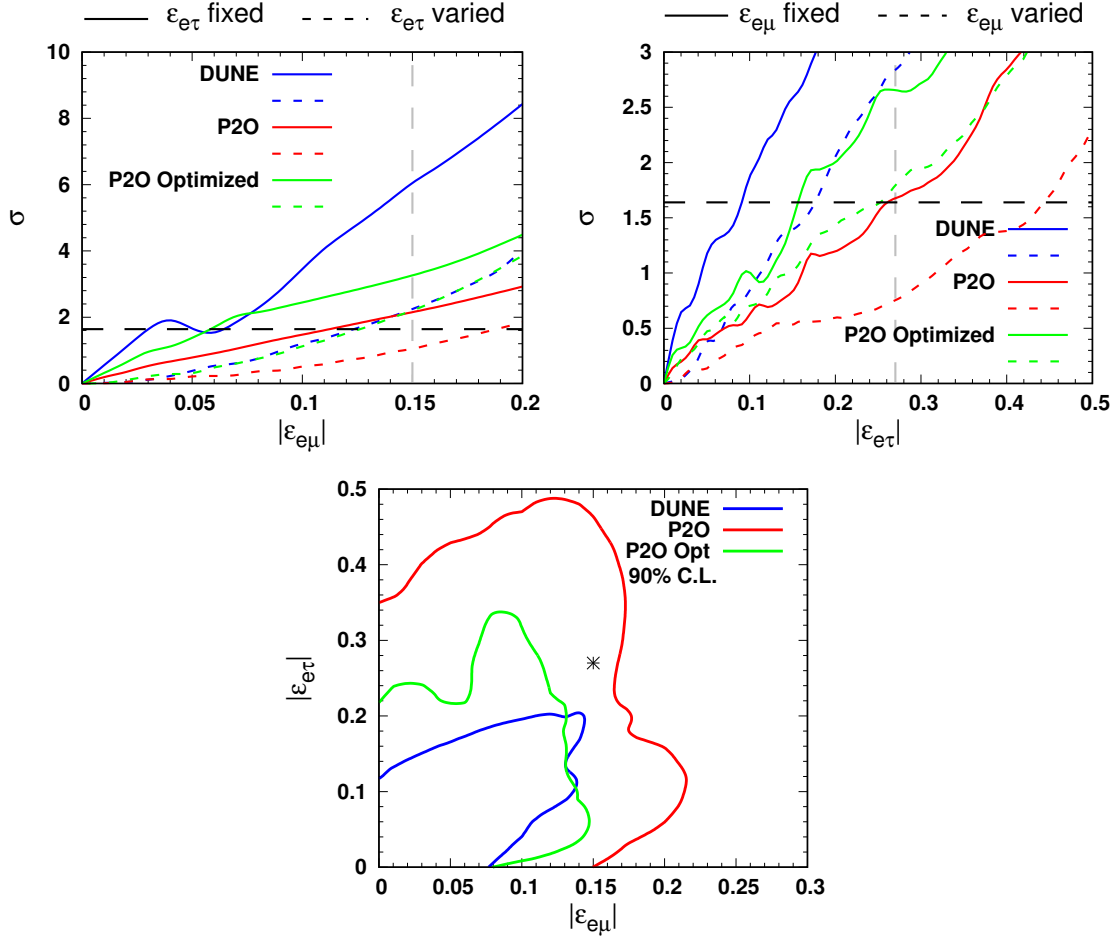 ε_eτ fixed ε_eτ varied
10
8
6
4
2
0
σ
DUNE
P2O
P2O Optimized
0 0.05 0.1 0.15 0.2
|ε_eμ|
ε_eμ fixed ε_eμ varied
3
2.5
2
1.5
1
0.5
0
σ
DUNE
P2O
P2O Optimized
0 0.1 0.2 0.3 0.4 0.5
|ε_eτ|
0.5
0.4
0.3
0.2
0.1
0
|ε_eτ|
DUNE
P2O
P2O Opt
90% C.L.
0 0.05 0.1 0.15 0.2 0.25 0.3
|ε_eμ|